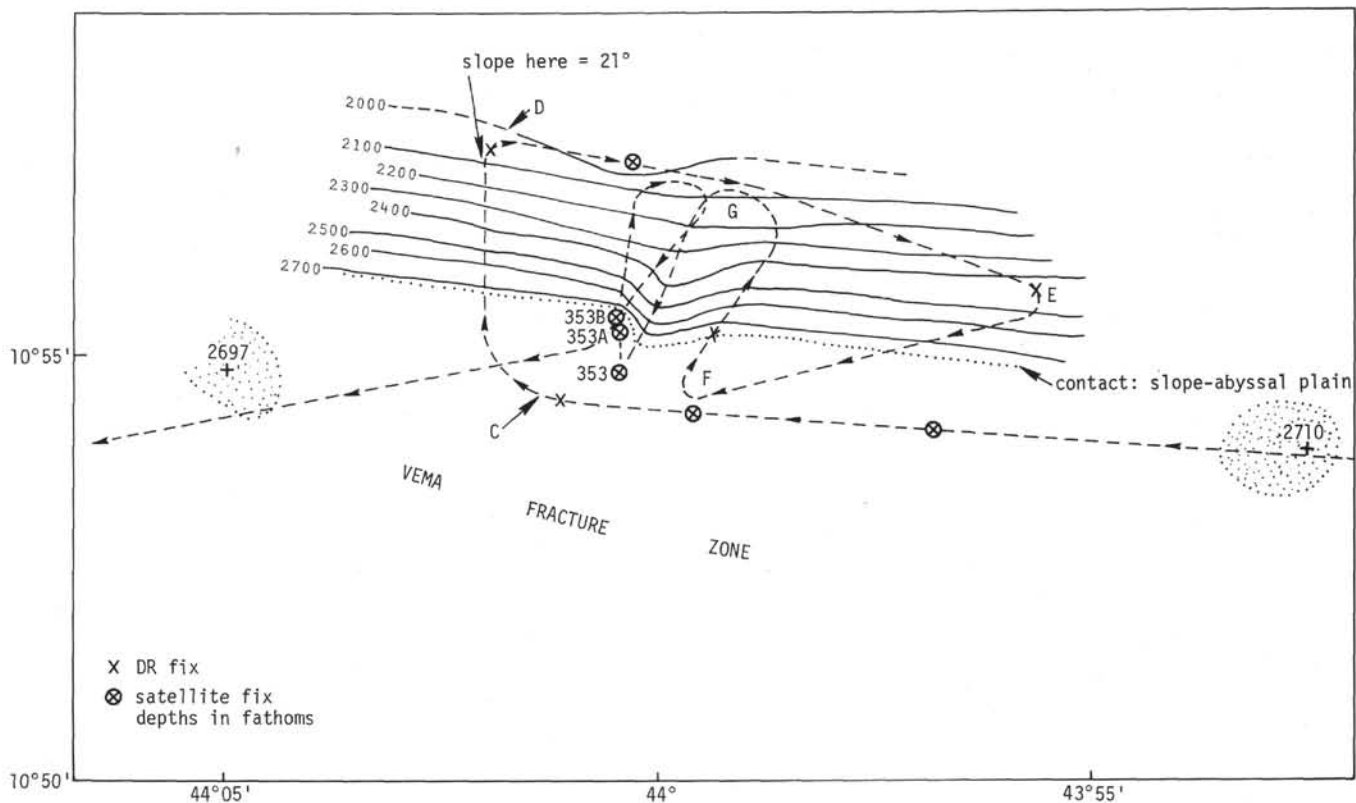 slope here = 21°
2000
D
2100
2200
2300
G
2400
2500
2600
2700
E
353B
353A
10°55'
2697
353
F
contact: slope-abyssal plain
C
2710
VEMA
FRACTURE
ZONE
X DR fix
⊗ satellite fix
depths in fathoms
10°50'
44°05'
44°
43°55'